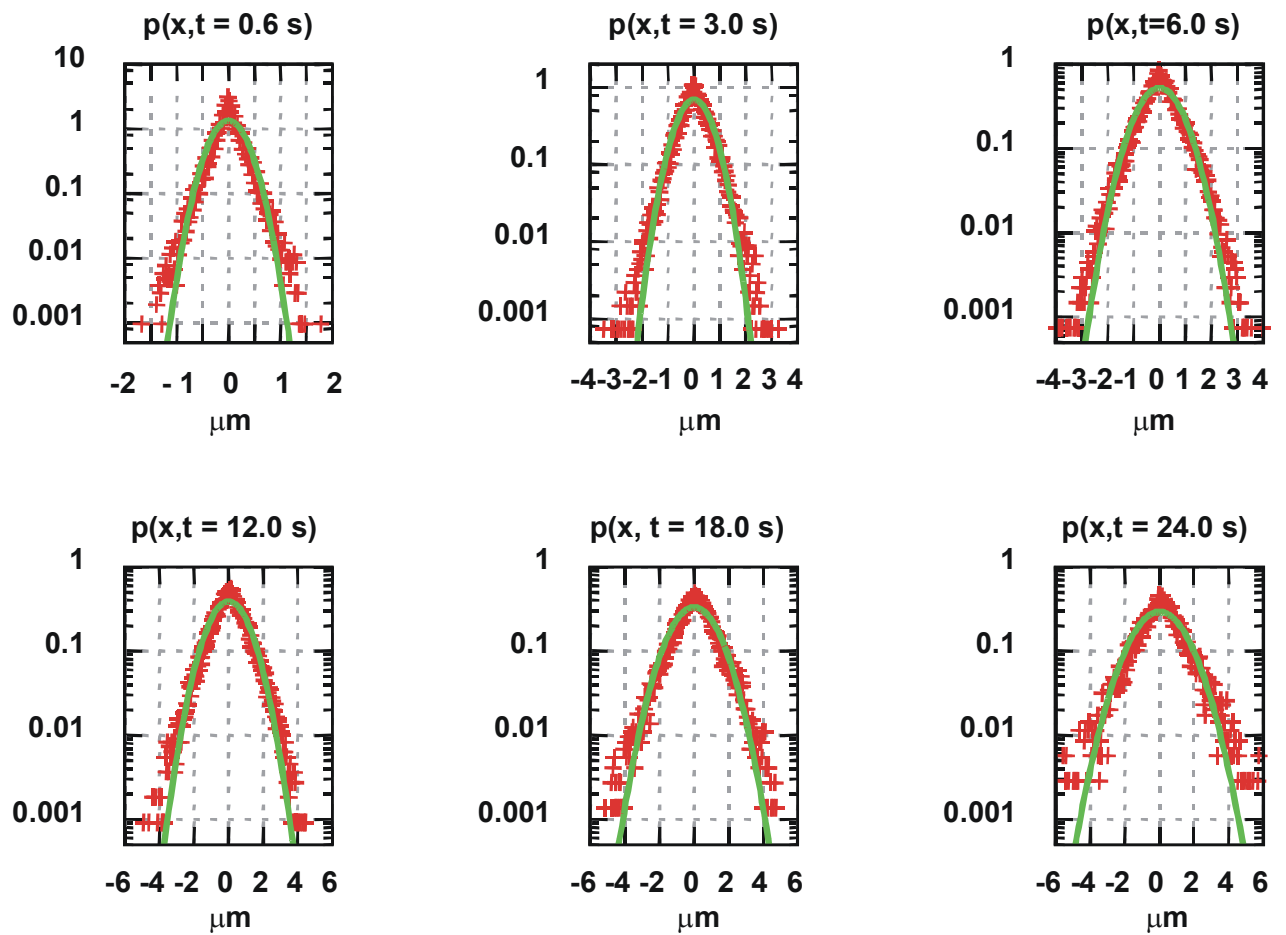 p(x,t = 0.6 s)
10
1
0.1
0.01
0.001
-2 - 1 0 1 2
μm
p(x,t = 3.0 s)
1
0.1
0.01
0.001
-4-3-2-1 0 1 2 3 4
μm
p(x,t=6.0 s)
1
0.1
0.01
0.001
-4-3-2-1 0 1 2 3 4
μm
p(x,t = 12.0 s)
1
0.1
0.01
0.001
-6 -4 -2 0 2 4 6
μm
p(x, t = 18.0 s)
1
0.1
0.01
0.001
-6 -4 -2 0 2 4 6
μm
p(x,t = 24.0 s)
1
0.1
0.01
0.001
-6 -4 -2 0 2 4 6
μm